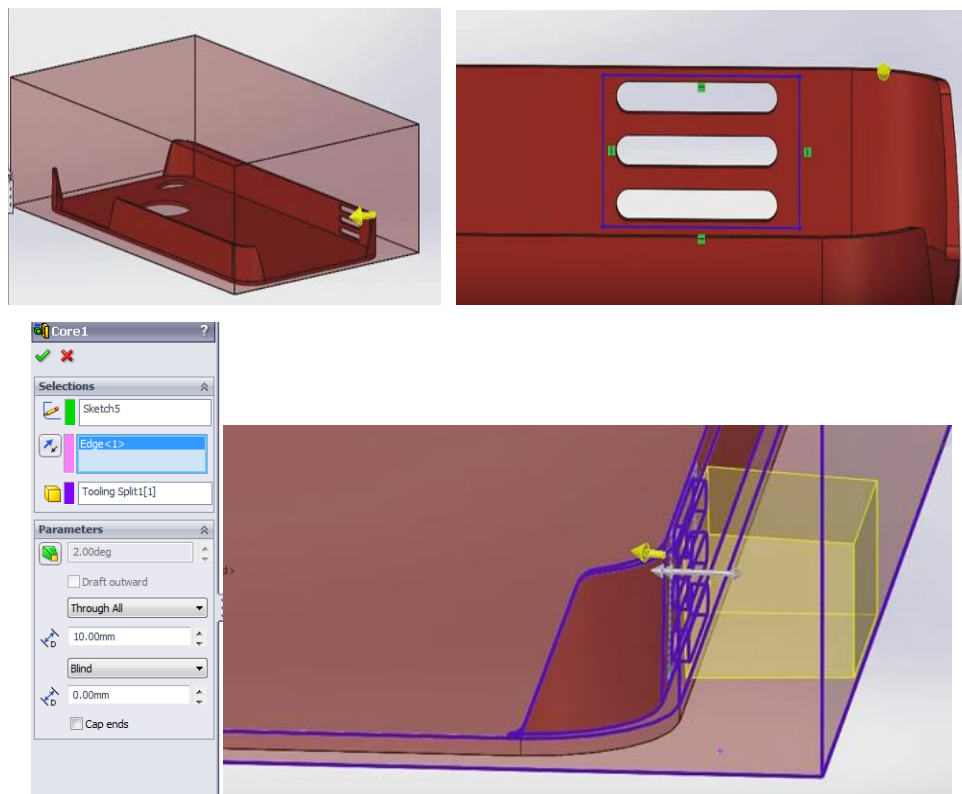 Core1 ?
Selections
Sketch5
Edge<1>
Tooling Split1[1]
Parameters
2.00deg
Draft outward
Through All
10.00mm
Blind
0.00mm
Cap ends
d>